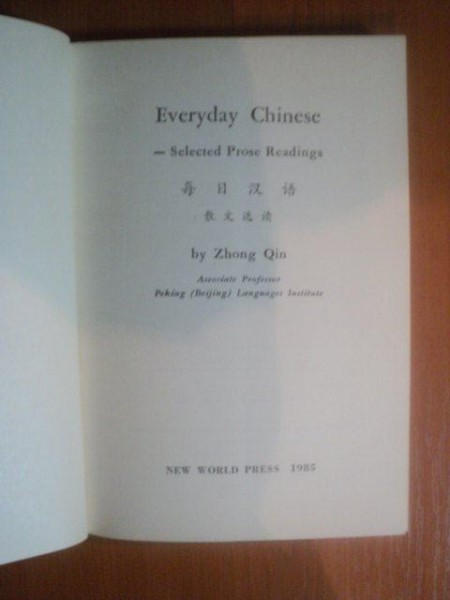 Everyday Chinese
— Selected Prose Readings
每日汉语
散文选读
by Zhong Qin
Associate Professor
Peking (Beijing) Languages Institute
NEW WORLD PRESS 1985